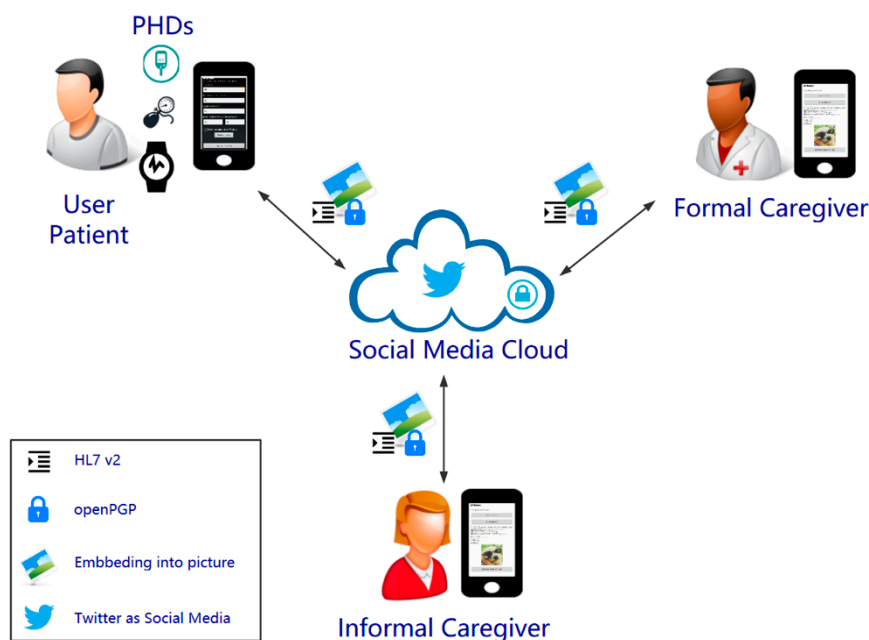 PHDs
User
Patient
Formal Caregiver
Social Media Cloud
HL7 v2
openPGP
Embbeding into picture
Twitter as Social Media
Informal Caregiver